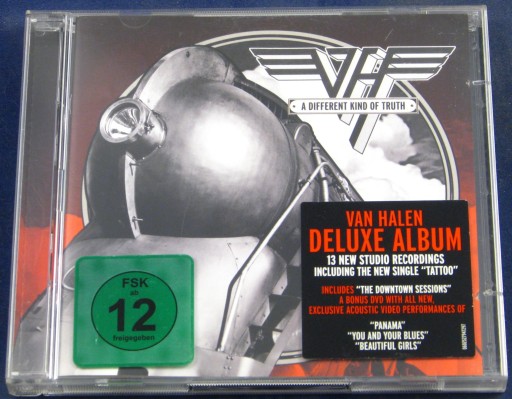 VH
A DIFFERENT KIND OF TRUTH
VAN HALEN
DELUXE ALBUM
13 NEW STUDIO RECORDINGS
INCLUDING THE NEW SINGLE "TATTOO"
INCLUDES "THE DOWNTOWN SESSIONS"
A BONUS DVD WITH ALL NEW,
EXCLUSIVE ACOUSTIC VIDEO PERFORMANCES OF
"PANAMA"
"YOU AND YOUR BLUES"
"BEAUTIFUL GIRLS"
FSK
ab
12
freigegeben